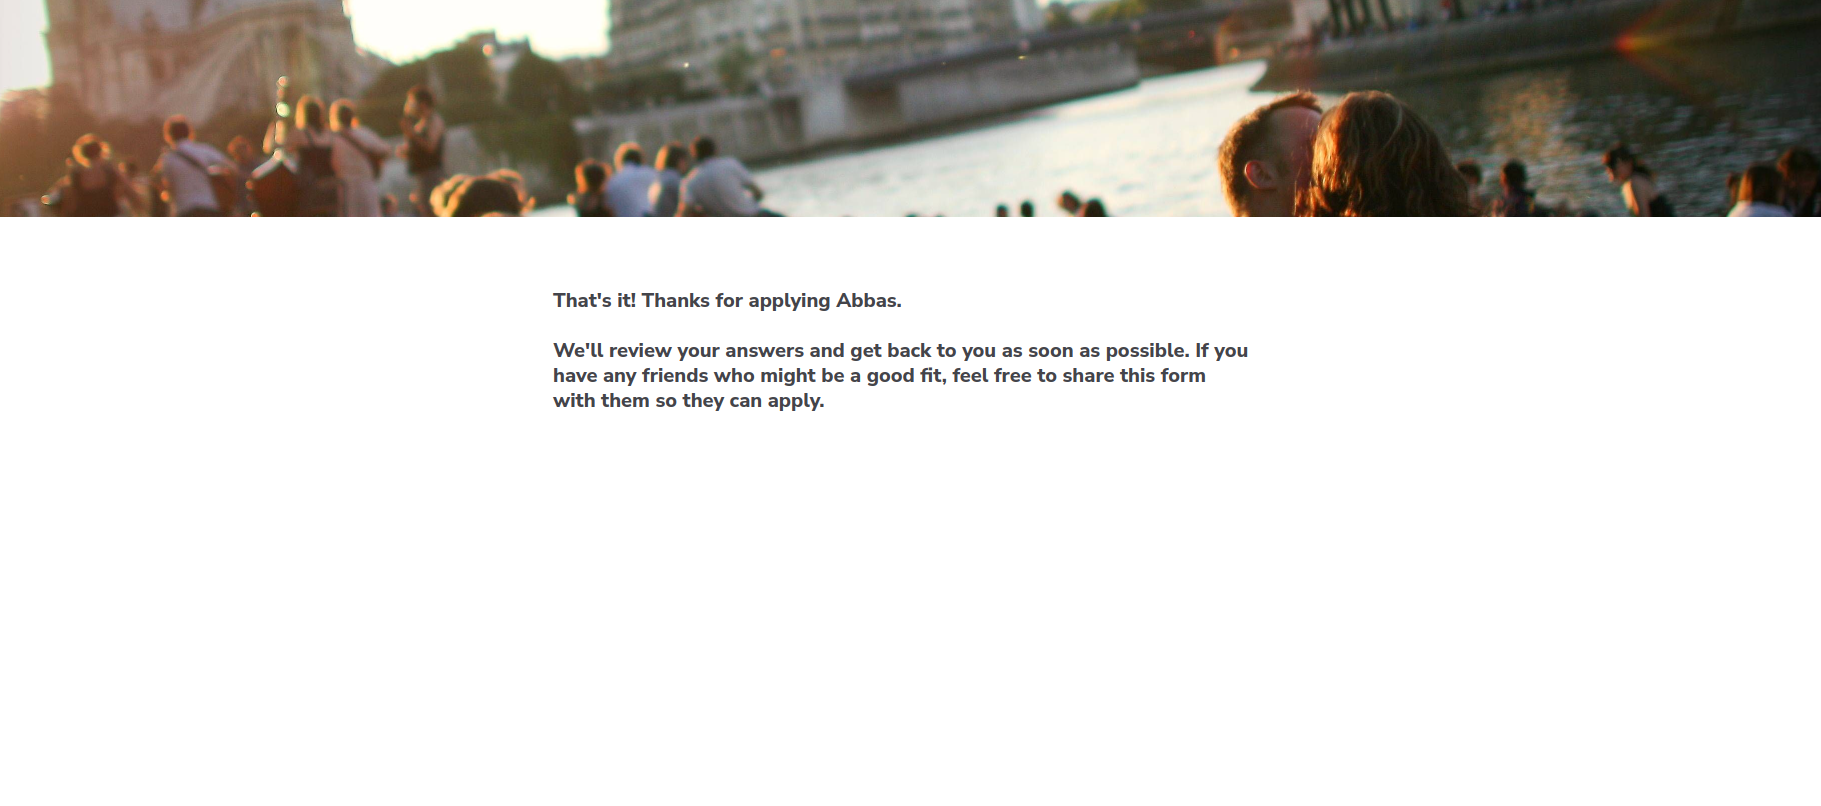 That's it! Thanks for applying Abbas.
We'll review your answers and get back to you as soon as possible. If you
have any friends who might be a good fit, feel free to share this form
with them so they can apply.